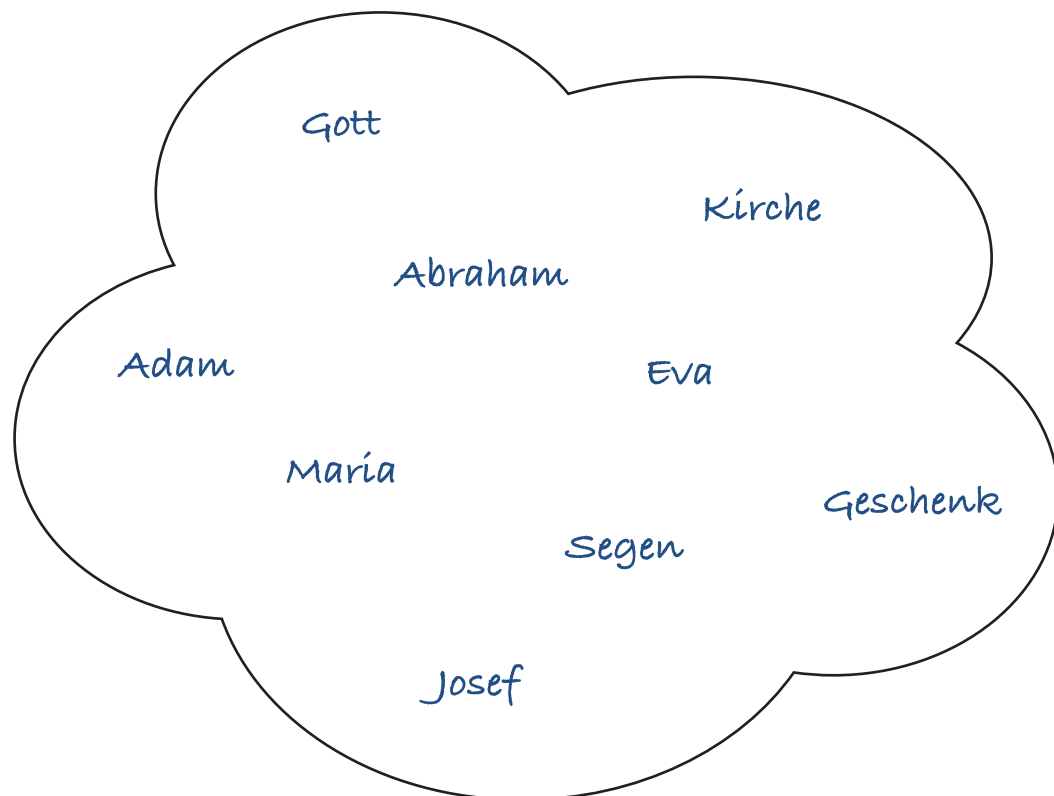 Gott
Kirche
Abraham
Adam
Eva
Maria
Geschenk
Segen
Josef